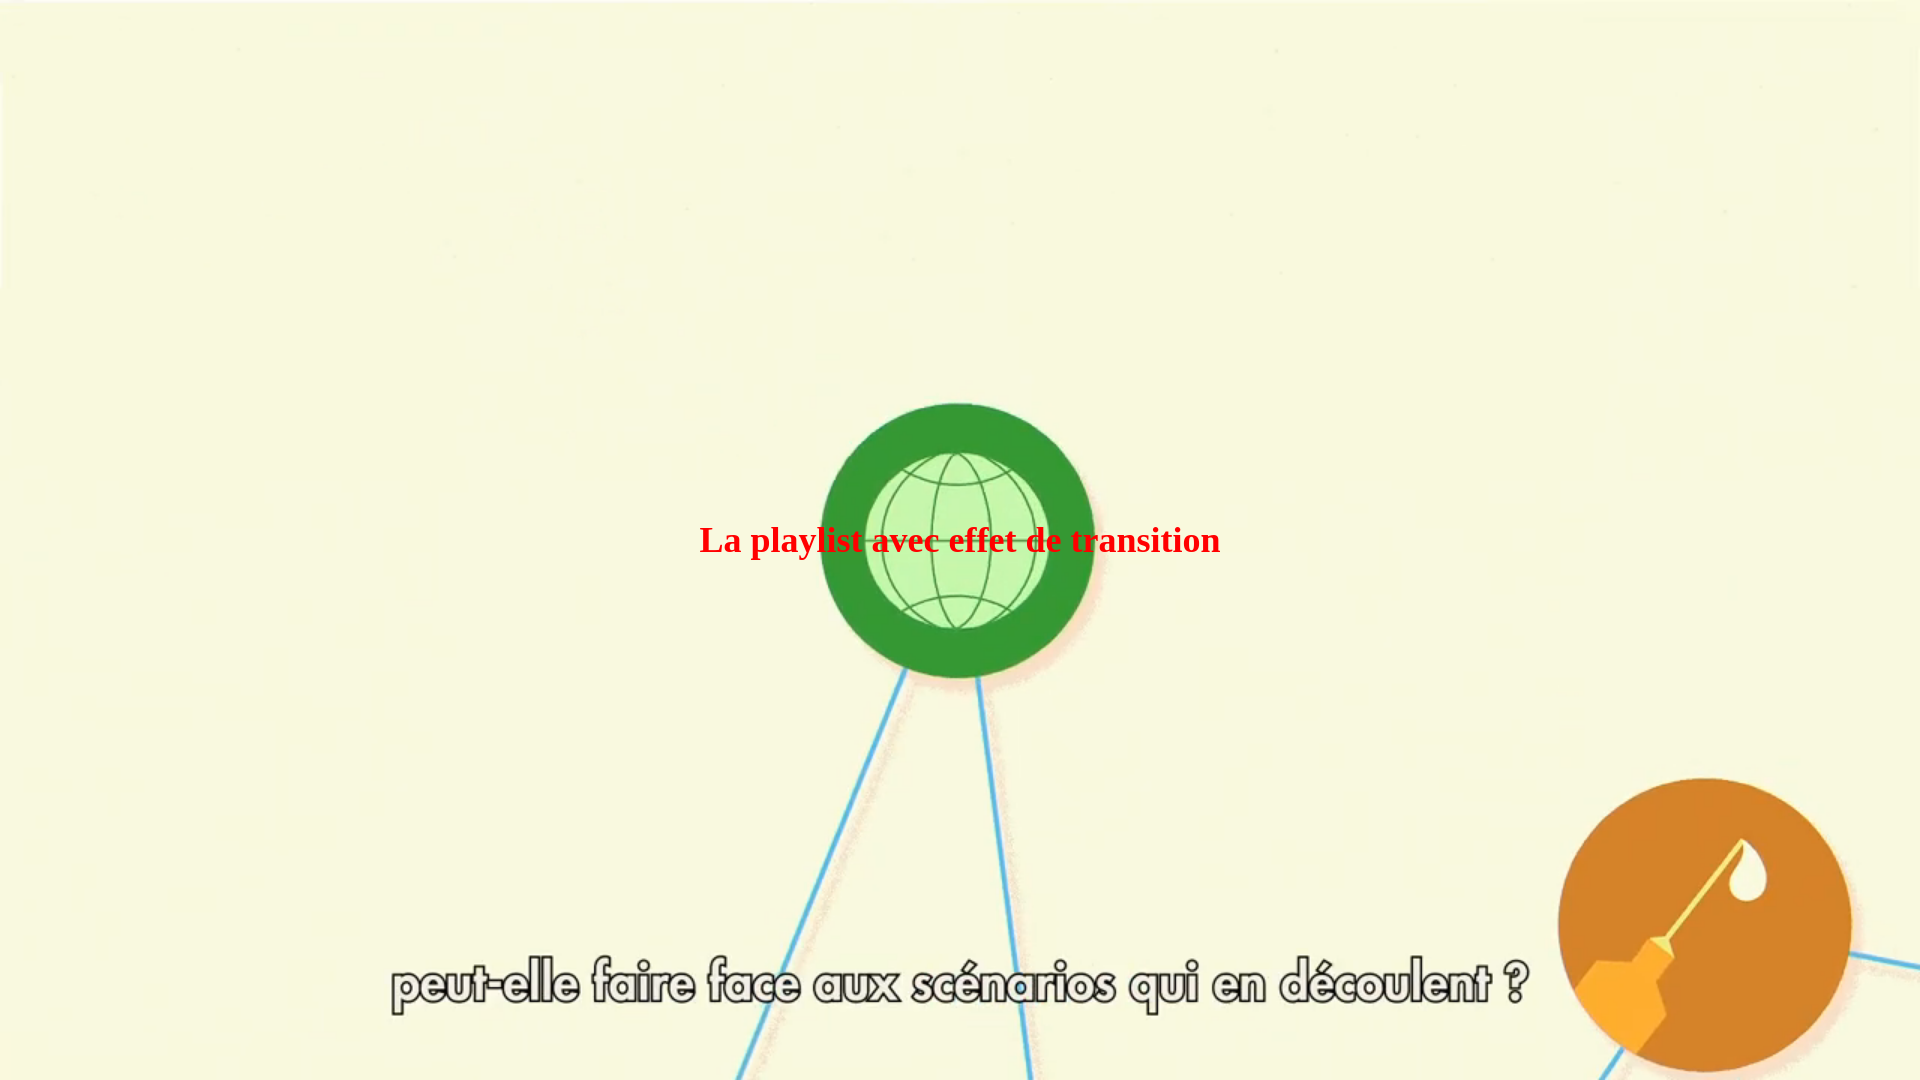 La playlist avec effet de transition
peut-elle faire face aux scénarios qui en découlent ?